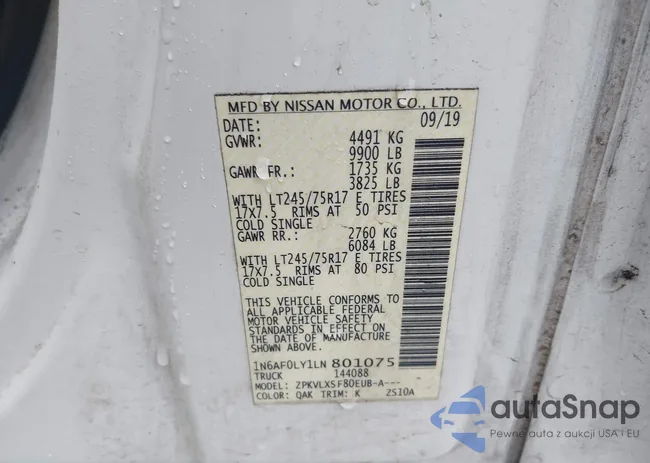 MFD BY NISSAN MOTOR CO., LTD.
DATE: 09/19
GVWR: 4491 KG
9900 LB
GAWR FR.: 1735 KG
3825 LB
WITH LT245/75R17 E TIRES
17X7.5 RIMS AT 50 PSI
COLD SINGLE
GAWR RR.: 2760 KG
6084 LB
WITH LT245/75R17 E TIRES
17X7.5 RIMS AT 80 PSI
COLD SINGLE
THIS VEHICLE CONFORMS TO
ALL APPLICABLE FEDERAL
MOTOR VEHICLE SAFETY
STANDARDS IN EFFECT ON
THE DATE OF MANUFACTURE
SHOWN ABOVE.
1N6AF0LY1LN 801075
TRUCK 144088
MODEL: ZPKVLXSF80EUB-A---
COLOR: QAK TRIM: K ZS10A
autoSnap
Pewne auta z aukcji USA i EU